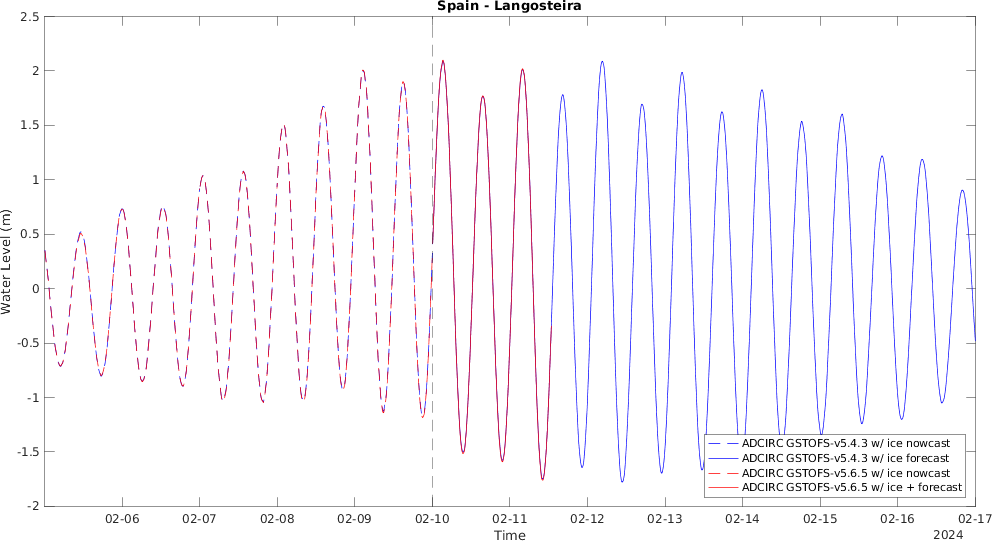 Spain - Langosteira
2.5
2
1.5
1
0.5
0
-0.5
-1
-1.5
-2
Water Level (m)
ADCIRC GSTOFS-v5.4.3 w/ ice nowcast
ADCIRC GSTOFS-v5.4.3 w/ ice forecast
ADCIRC GSTOFS-v5.6.5 w/ ice nowcast
ADCIRC GSTOFS-v5.6.5 w/ ice + forecast
02-06 02-07 02-08 02-09 02-10 02-11 02-12 02-13 02-14 02-15 02-16 02-17
Time
2024